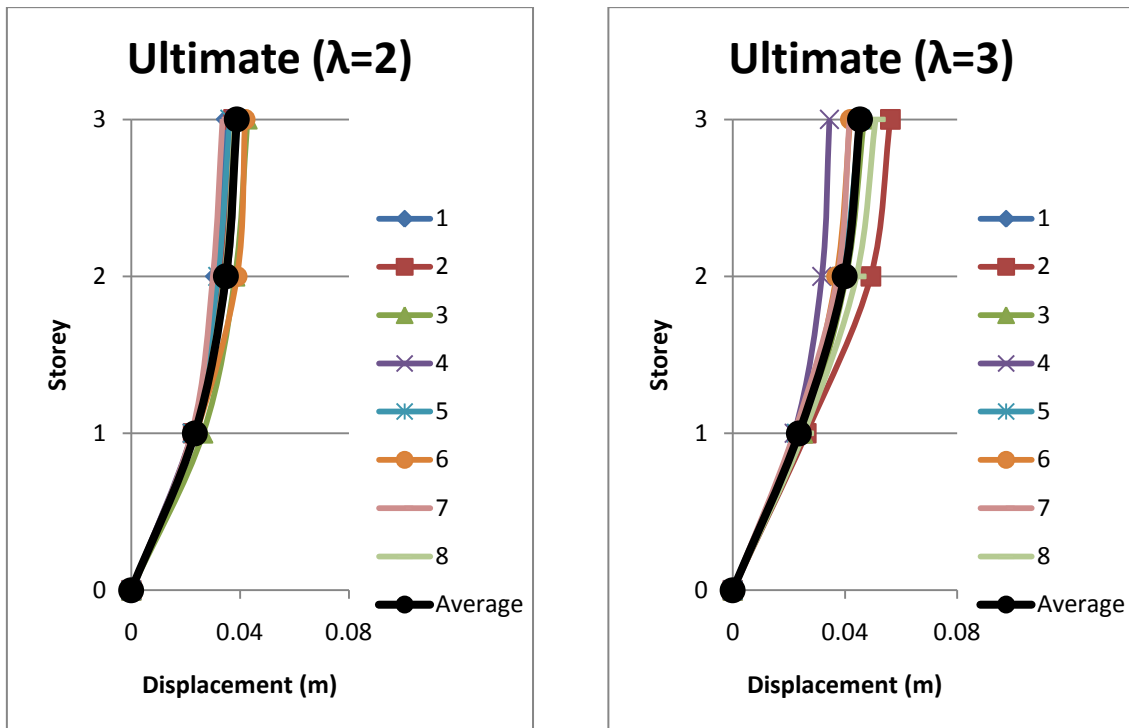 Ultimate (λ=2)
3
2
1
0
Storey
0 0.04 0.08
Displacement (m)
1
2
3
4
5
6
7
8
Average
Ultimate (λ=3)
3
2
1
0
Storey
0 0.04 0.08
Displacement (m)
1
2
3
4
5
6
7
8
Average